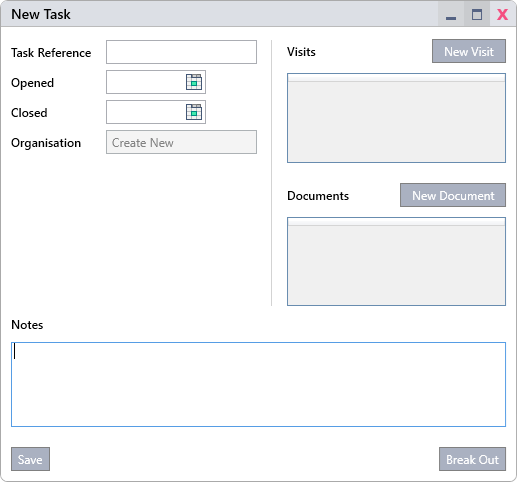 New Task
X
Task Reference
Opened
Closed
Organisation
Create New
Visits
New Visit
Documents
New Document
Notes
Save
Break Out